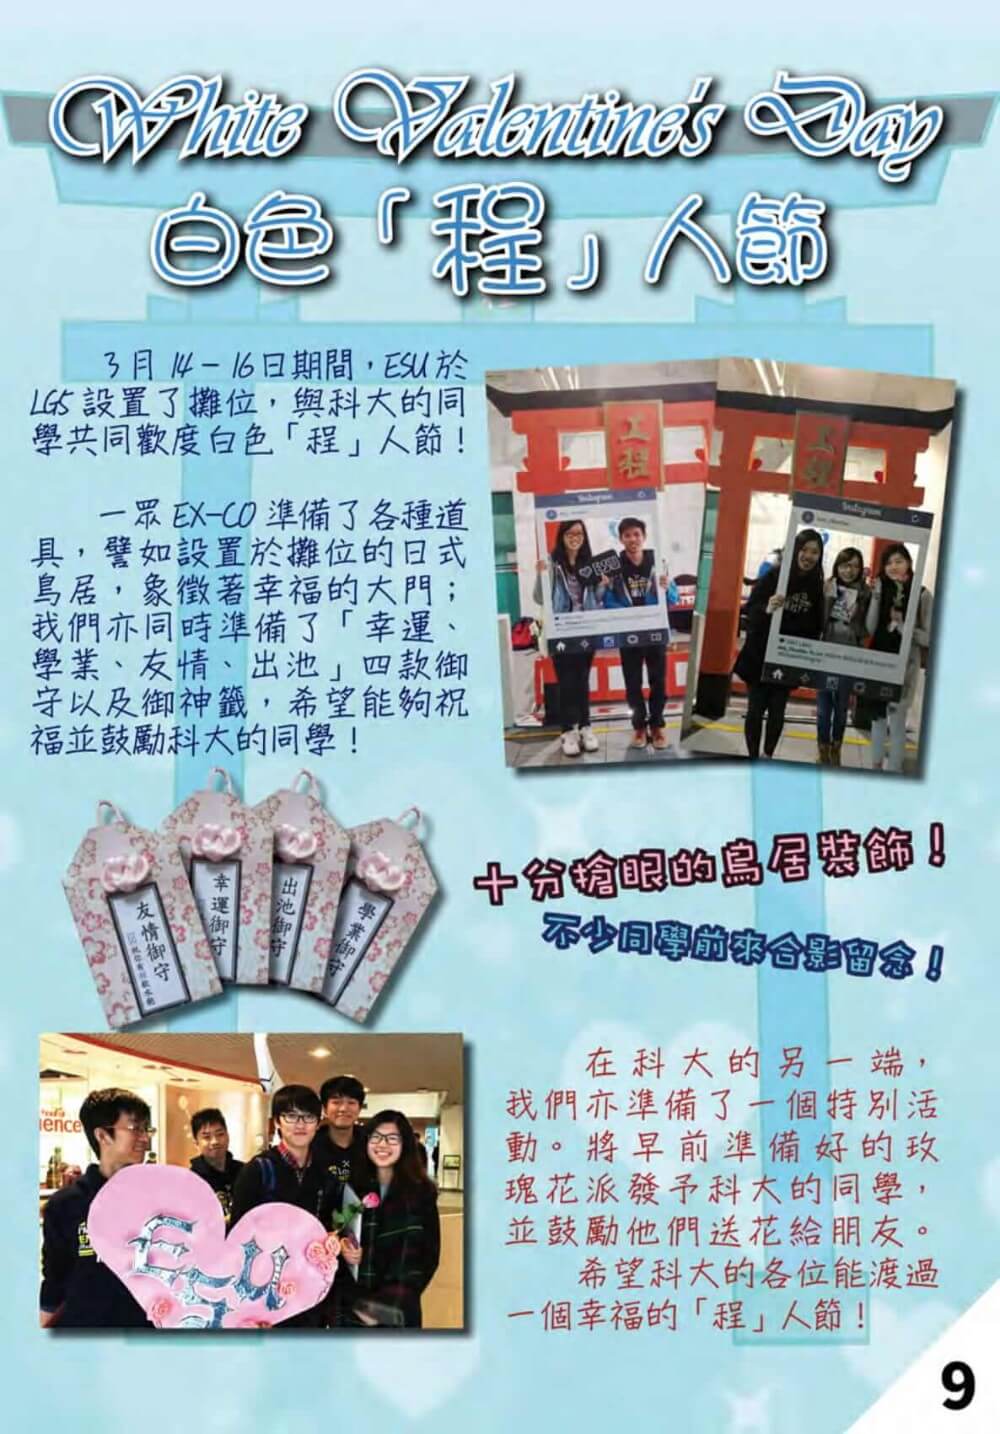 White Valentine's Day
白色「程」人節
3月 14 - 16日期間，ESU於
LG5 設置了攤位，與科大的同
學共同歡度白色「程」人節！
一眾 EX-CO 準備了各種道
具，譬如設置於攤位的日式
鳥居，象徵著幸福的大門；
我們亦同時準備了「幸運、
學業、友情、出池」四款御
守以及御神籤，希望能夠祝
福並鼓勵科大的同學！
工程
Instagram
ESU
工程
Instagram
十分搶眼的鳥居裝飾！
不少同學前來合影留念！
友情御守
幸運御守
出池御守
學業御守
ience
ESU
在科大的另一端，
我們亦準備了一個特別活
動。將早前準備好的玫
瑰花派發予科大的同學，
並鼓勵他們送花給朋友。
希望科大的各位能渡過
一個幸福的「程」人節！
9